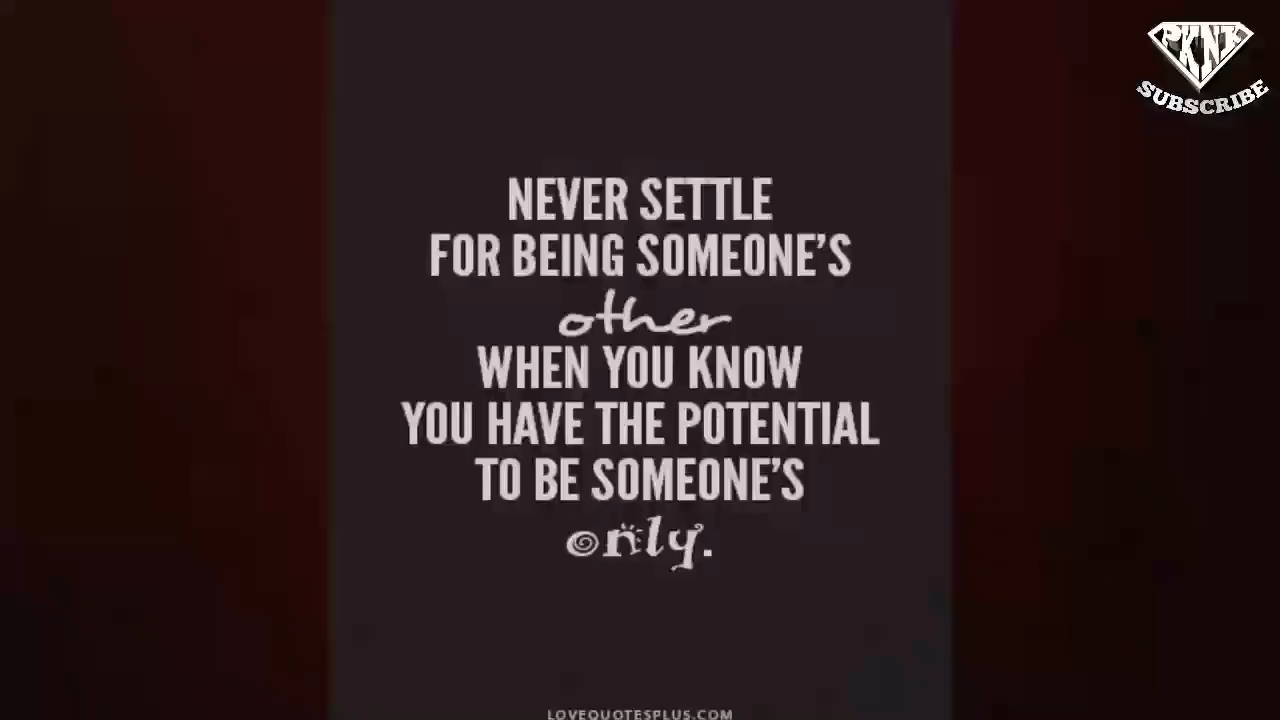 PKNK
SUBSCRIBE
NEVER SETTLE
FOR BEING SOMEONE'S
other
WHEN YOU KNOW
YOU HAVE THE POTENTIAL
TO BE SOMEONE'S
only.
LOVEQUOTESPLUS.COM